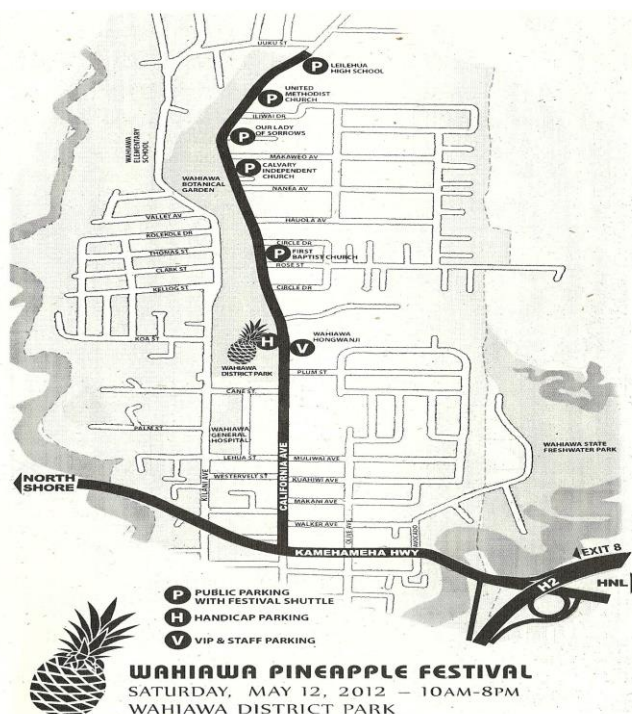 UUKU ST
P LEILEHUA
HIGH SCHOOL
P UNITED
METHODIST
CHURCH
ILIWAI DR
P OUR LADY
OF SORROWS
MAKAWEO AV
P CALVARY
INDEPENDENT
CHURCH
WAHIAWA
ELEMENTARY
SCHOOL
WAHIAWA
BOTANICAL
GARDEN
NANEA AV
VALLEY AV
HAUOLA AV
KOLEKOLE DR
CIRCLE DR
THOMAS ST
P FIRST
BAPTIST CHURCH
ROSE ST
CLARK ST
KELLOG ST
CIRCLE DR
KOA ST
H
V WAHIAWA
HONGWANJI
WAHIAWA
DISTRICT PARK
PLUM ST
CANE ST
PALM ST
WAHIAWA
GENERAL
HOSPITAL
CALIFORNIA AVE
WAHIAWA STATE
FRESHWATER PARK
LEHUA ST
MULIWAI AVE
WESTERVELT ST
KUAHIWI AVE
NORTH
SHORE
KILANI AVE
MAKANI AVE
WALKER AVE
OLIVE AVE
AVOCADO
KAMEHAMEHA HWY
EXIT 8
H2
HNL
P PUBLIC PARKING
WITH FESTIVAL SHUTTLE
H HANDICAP PARKING
V VIP & STAFF PARKING
WAHIAWA PINEAPPLE FESTIVAL
SATURDAY, MAY 12, 2012 – 10AM-8PM
WAHIAWA DISTRICT PARK